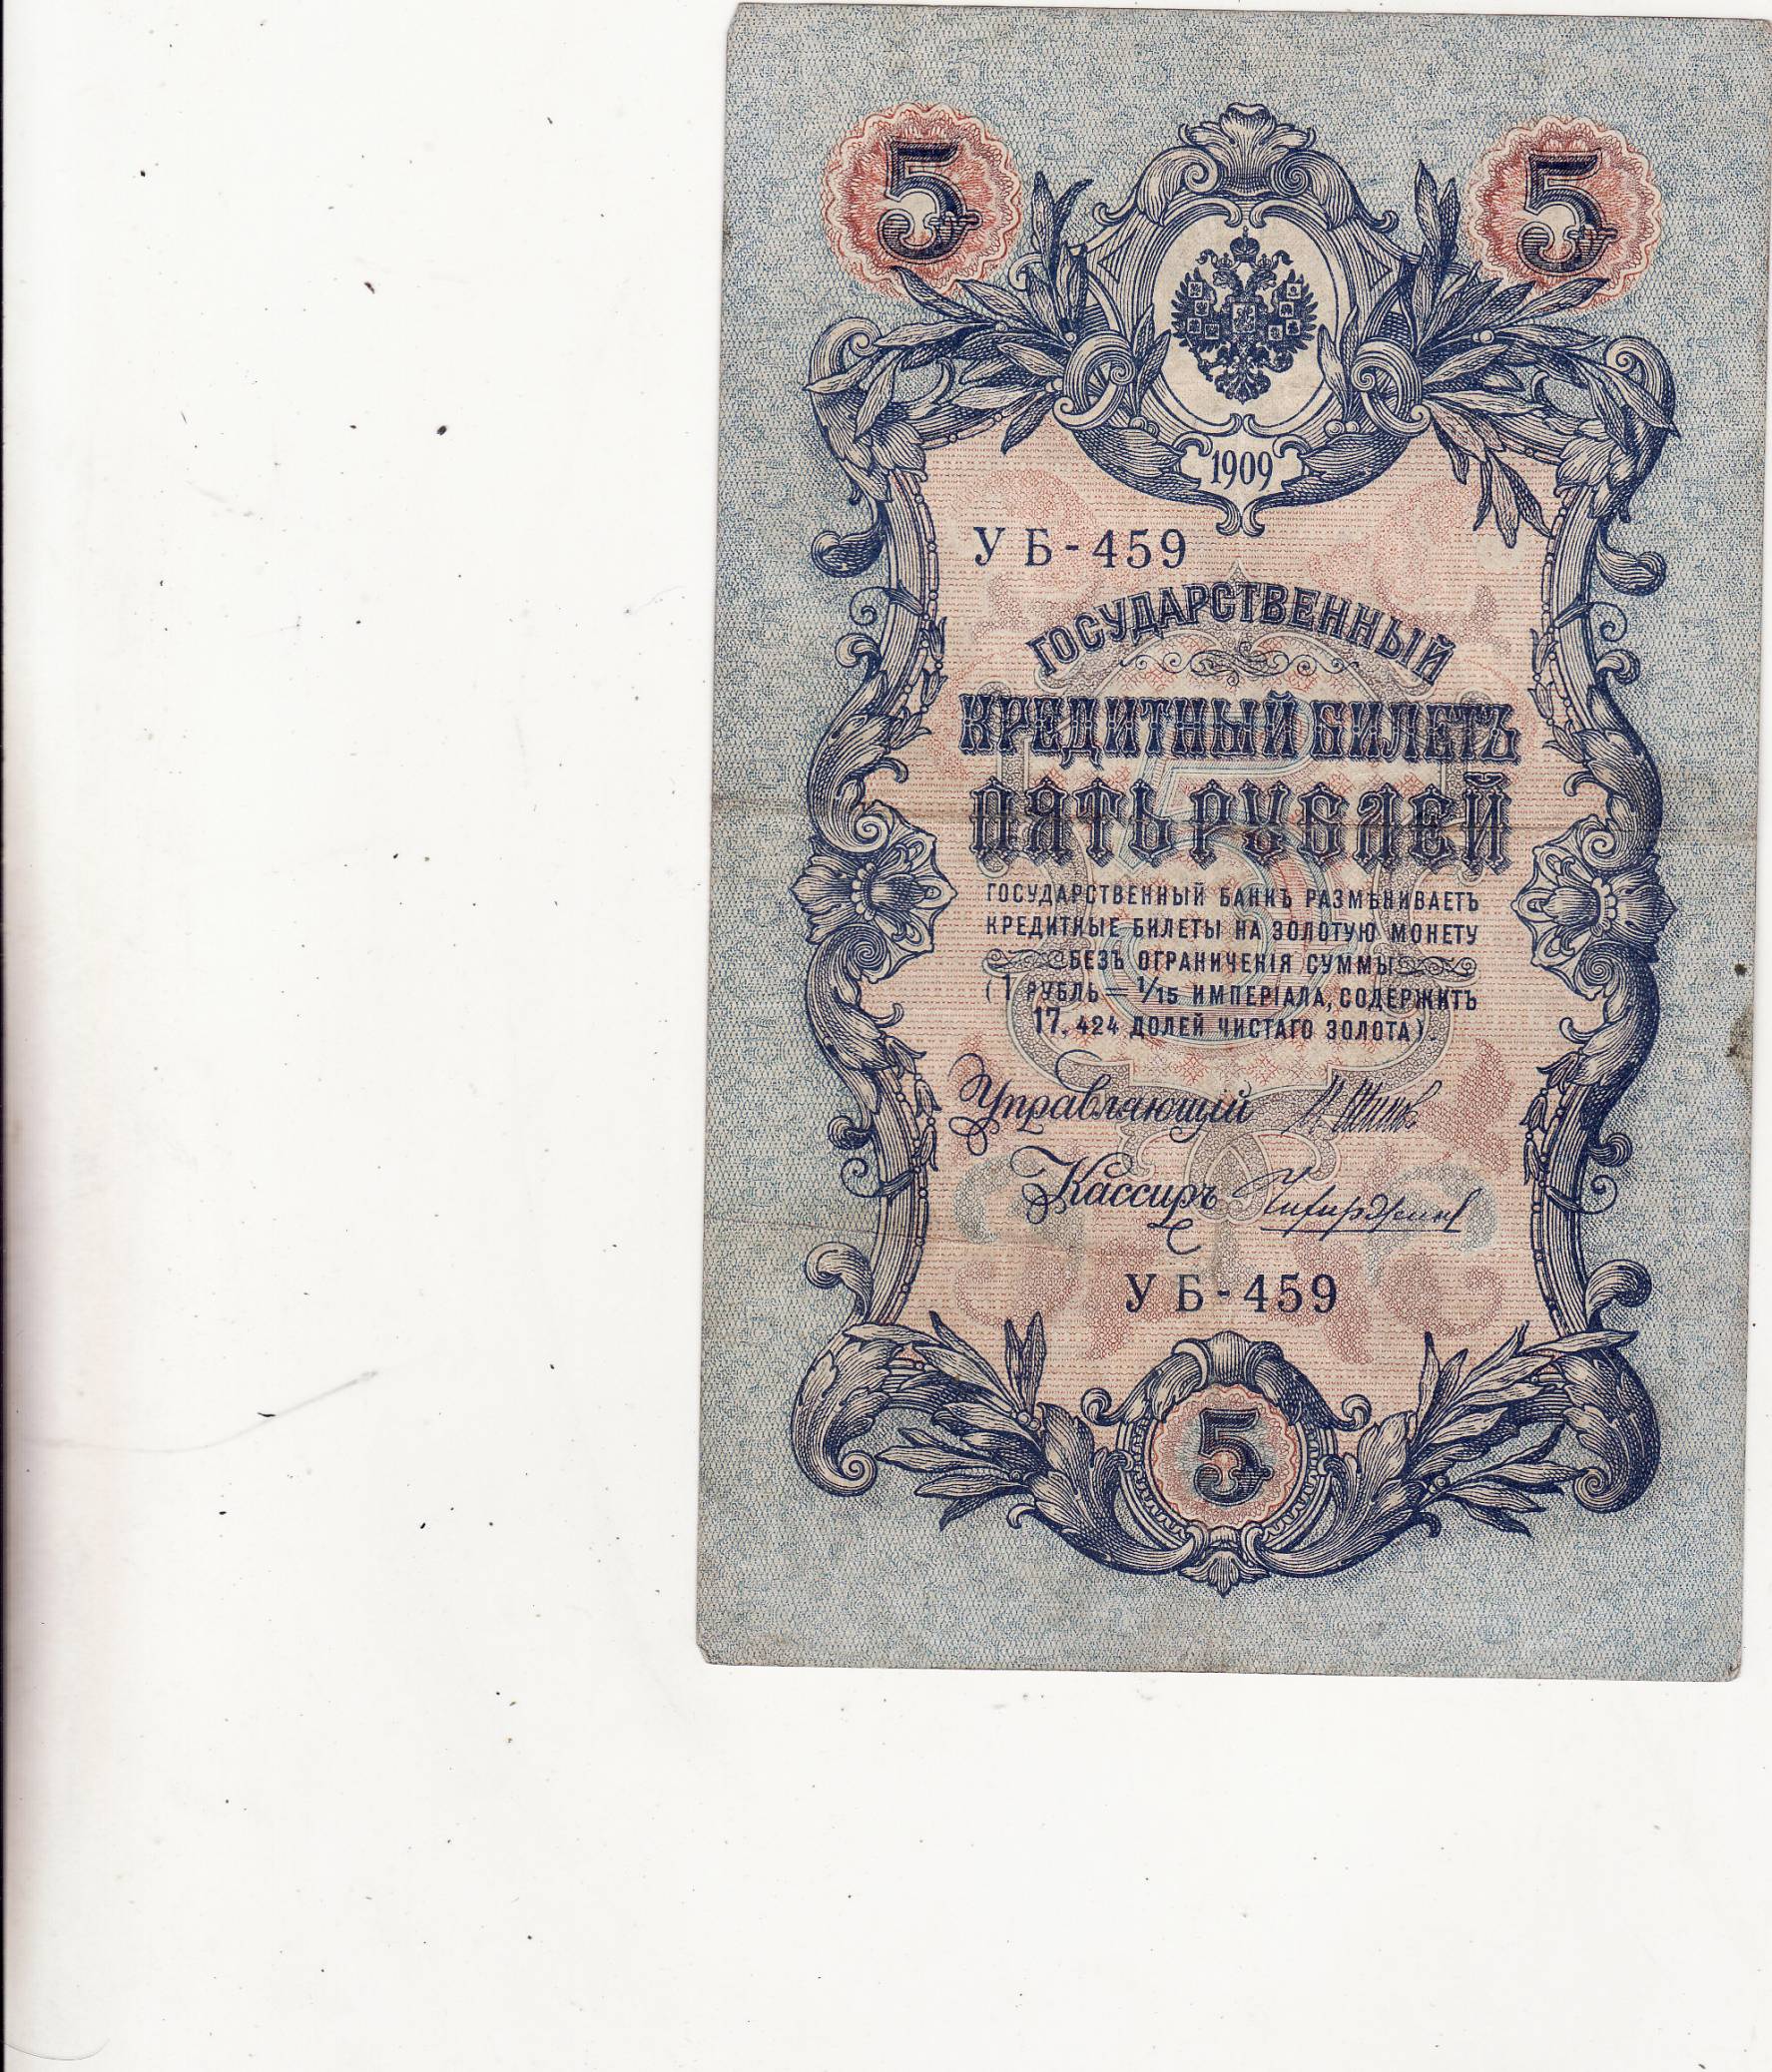 5 5
1909
УБ-459
ГОСУДАРСТВЕННЫЙ
КРЕДИТНЫЙ БИЛЕТЪ
ПЯТЬ РУБЛЕЙ
ГОСУДАРСТВЕННЫЙ БАНКЪ РАЗМѢНИВАЕТЪ
КРЕДИТНЫЕ БИЛЕТЫ НА ЗОЛОТУЮ МОНЕТУ
БЕЗЪ ОГРАНИЧЕНІЯ СУММЫ
(1 РУБЛЬ = 1/15 ИМПЕРІАЛА, СОДЕРЖИТЪ
17,424 ДОЛЕЙ ЧИСТАГО ЗОЛОТА).
Управляющій
Кассиръ
УБ-459
5